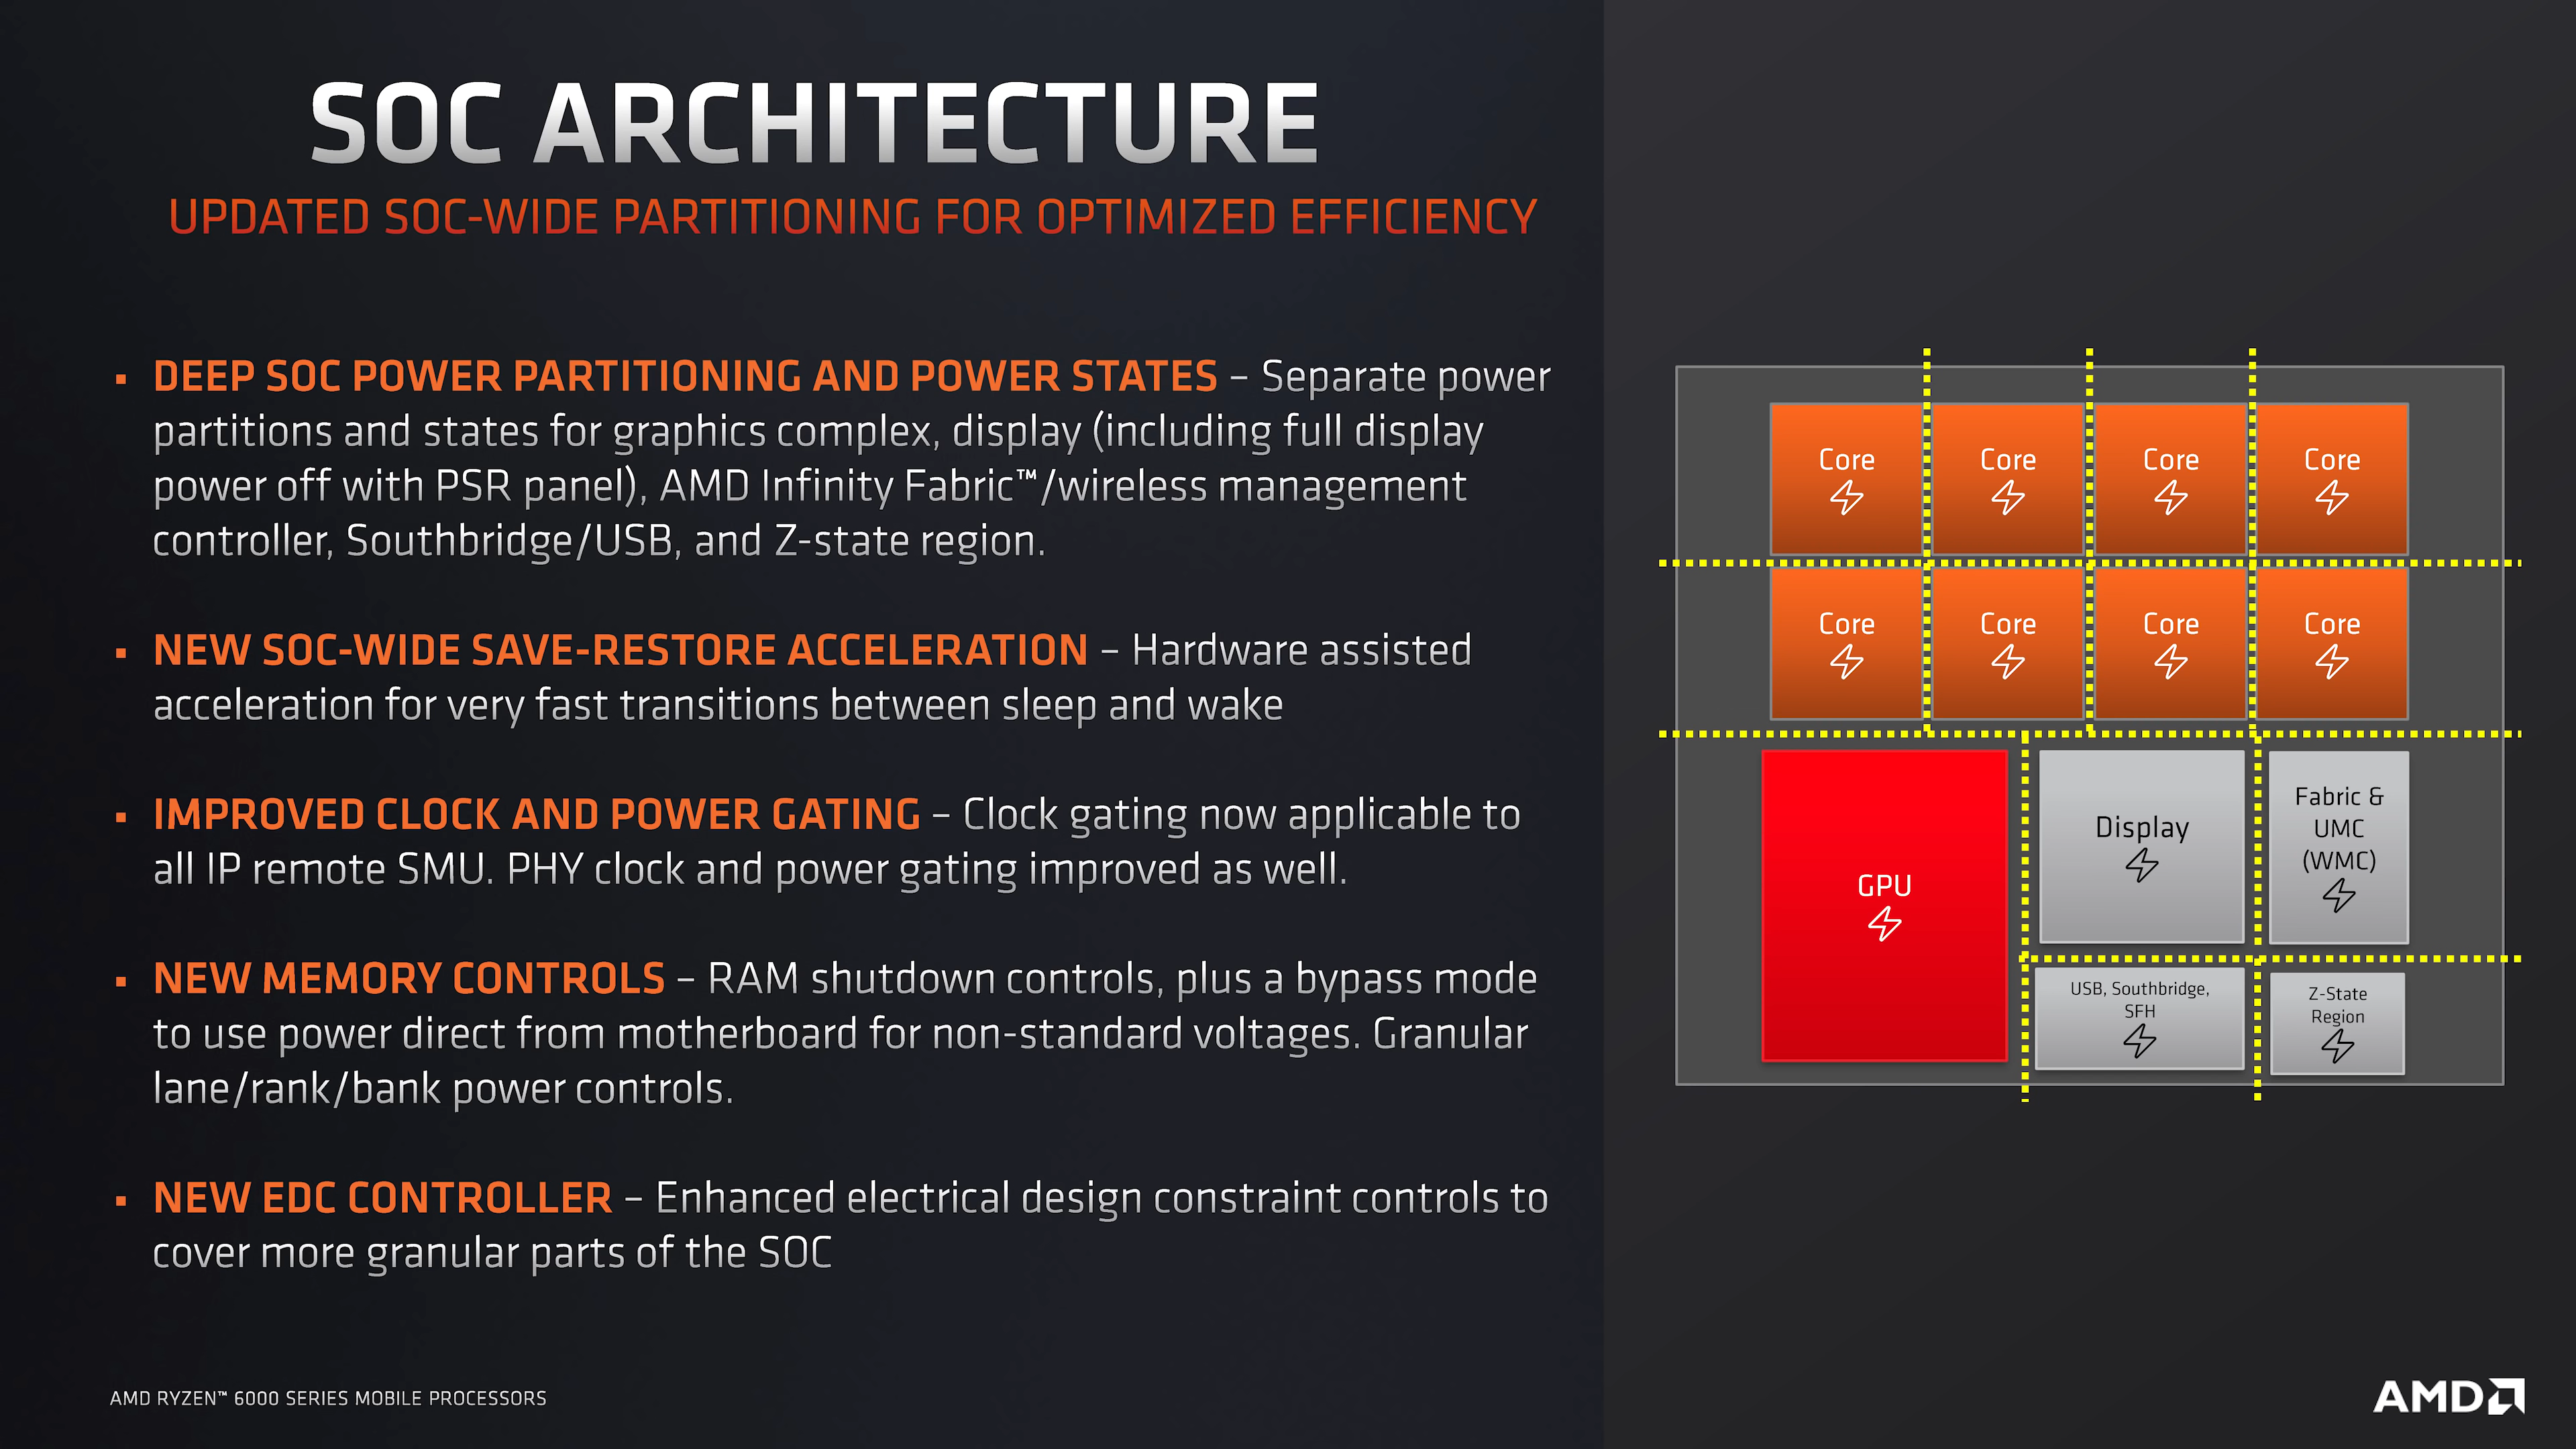 SOC ARCHITECTURE
UPDATED SOC-WIDE PARTITIONING FOR OPTIMIZED EFFICIENCY
▪ DEEP SOC POWER PARTITIONING AND POWER STATES – Separate power
partitions and states for graphics complex, display (including full display
power off with PSR panel), AMD Infinity Fabric™/wireless management
controller, Southbridge/USB, and Z-state region.
▪ NEW SOC-WIDE SAVE-RESTORE ACCELERATION – Hardware assisted
acceleration for very fast transitions between sleep and wake
▪ IMPROVED CLOCK AND POWER GATING – Clock gating now applicable to
all IP remote SMU. PHY clock and power gating improved as well.
▪ NEW MEMORY CONTROLS – RAM shutdown controls, plus a bypass mode
to use power direct from motherboard for non-standard voltages. Granular
lane/rank/bank power controls.
▪ NEW EDC CONTROLLER – Enhanced electrical design constraint controls to
cover more granular parts of the SOC
Core Core Core Core
Core Core Core Core
GPU
Display
Fabric &
UMC
(WMC)
USB, Southbridge,
SFH
Z-State
Region
AMD RYZEN™ 6000 SERIES MOBILE PROCESSORS
AMD